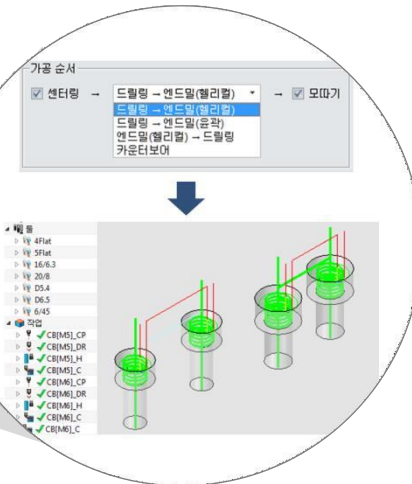 가공 순서
센터링 → 드릴링 → 엔드밀(헬리컬) → 모따기
드릴링 → 엔드밀(헬리컬)
드릴링 → 엔드밀(윤곽)
엔드밀(헬리컬) → 드릴링
카운터보어
툴
4Flat
5Flat
16/6.3
20/8
D5.4
D6.5
6/45
작업
CB[M5]_CP
CB[M5]_DR
CB[M5]_H
CB[M5]_C
CB[M6]_CP
CB[M6]_DR
CB[M6]_H
CB[M6]_C